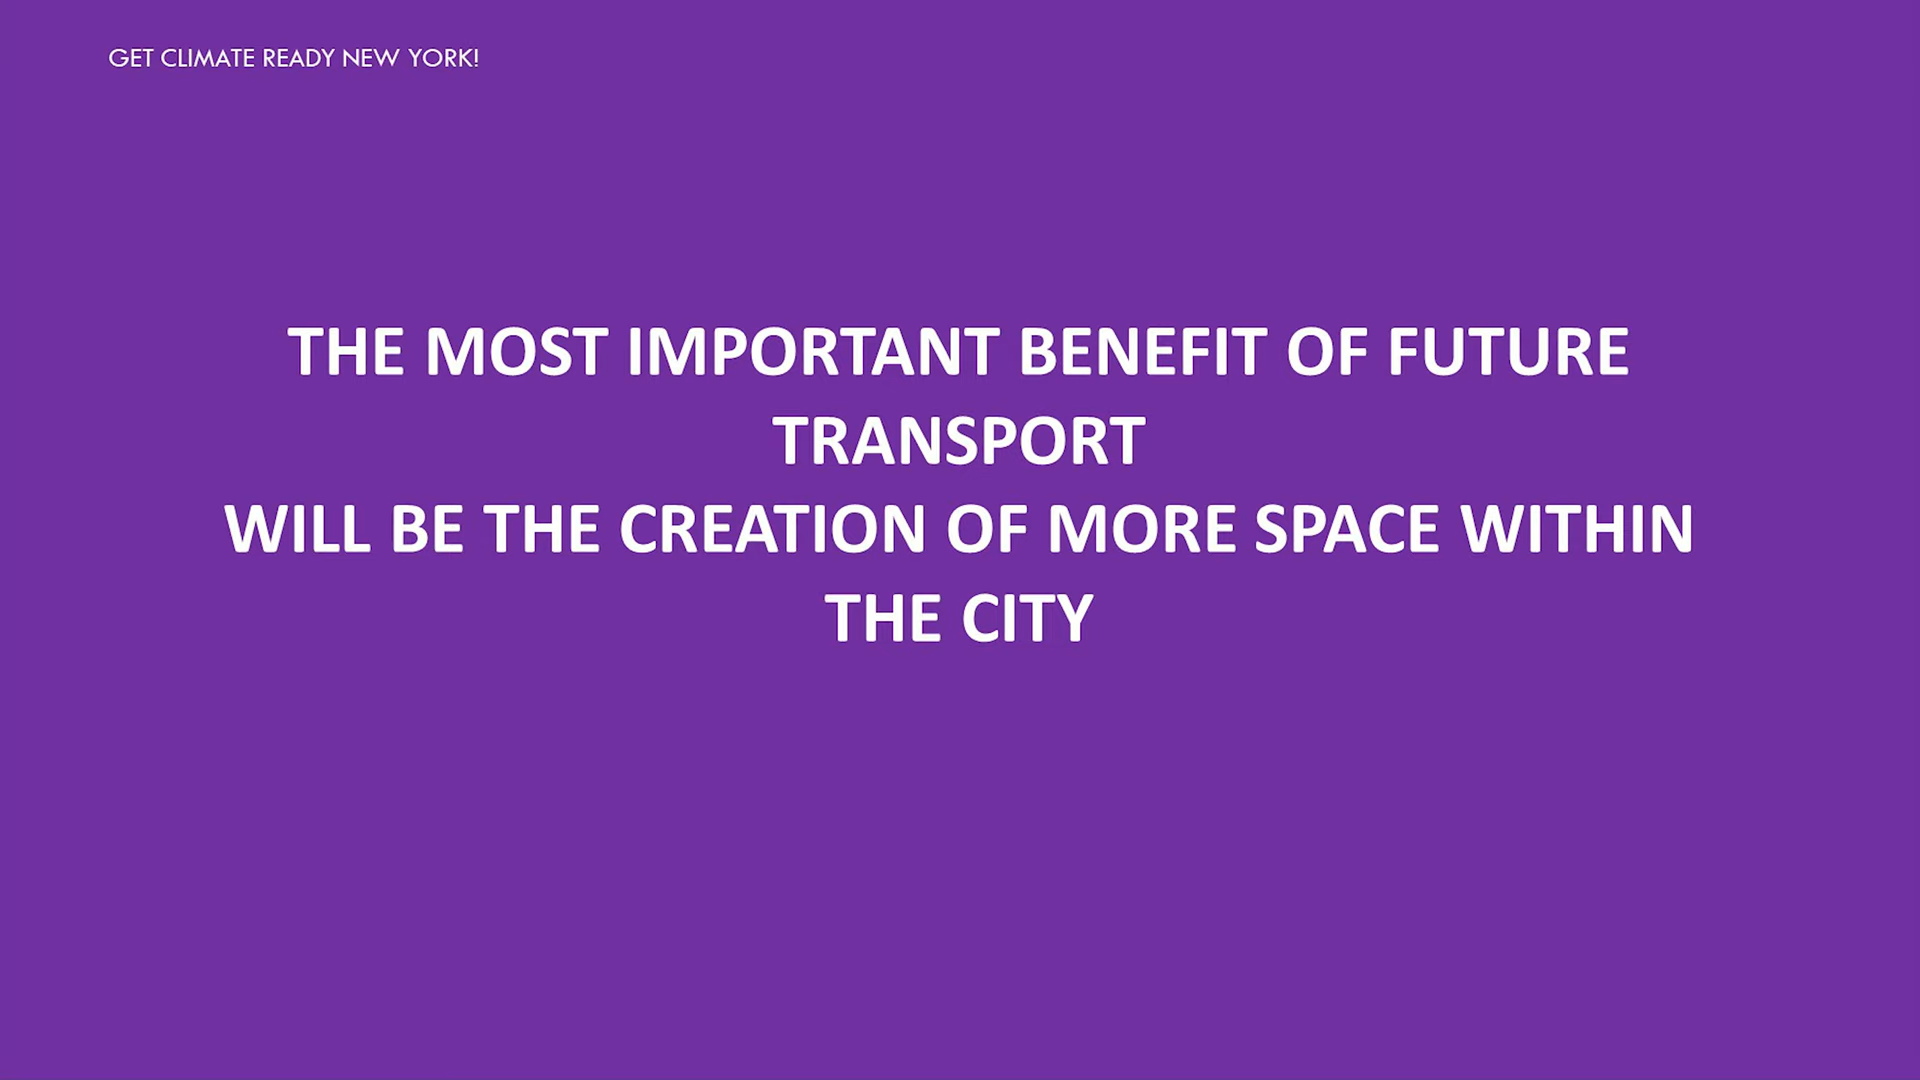 GET CLIMATE READY NEW YORK!
THE MOST IMPORTANT BENEFIT OF FUTURE
TRANSPORT
WILL BE THE CREATION OF MORE SPACE WITHIN
THE CITY